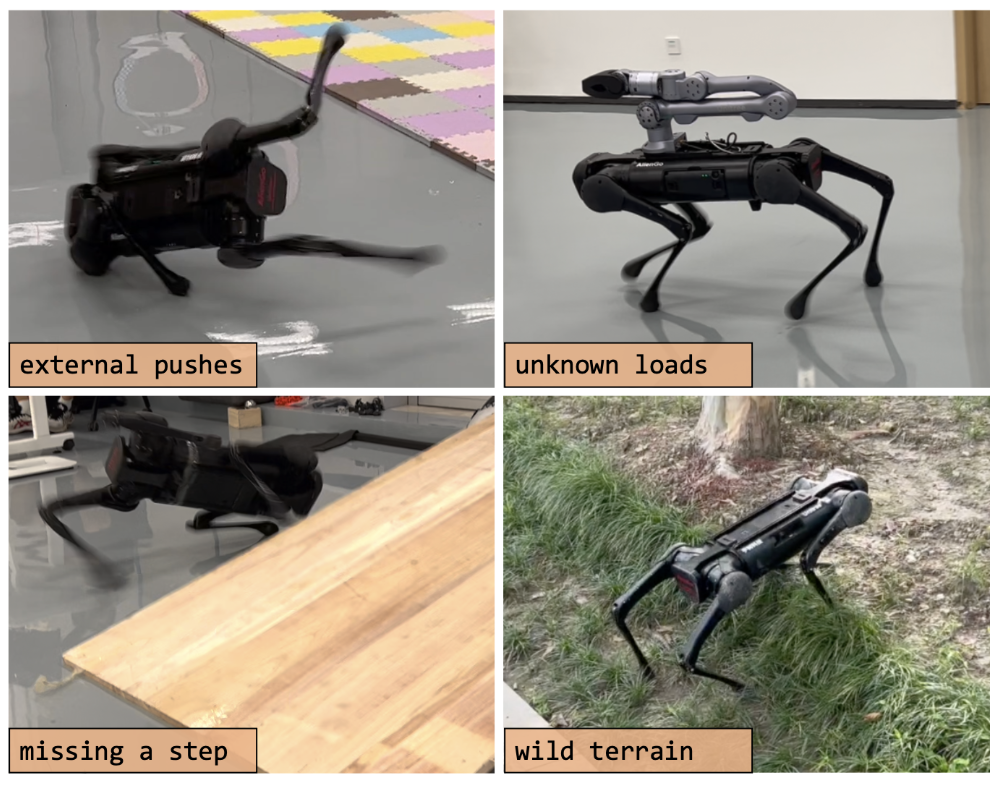 external pushes
unknown loads
missing a step
wild terrain